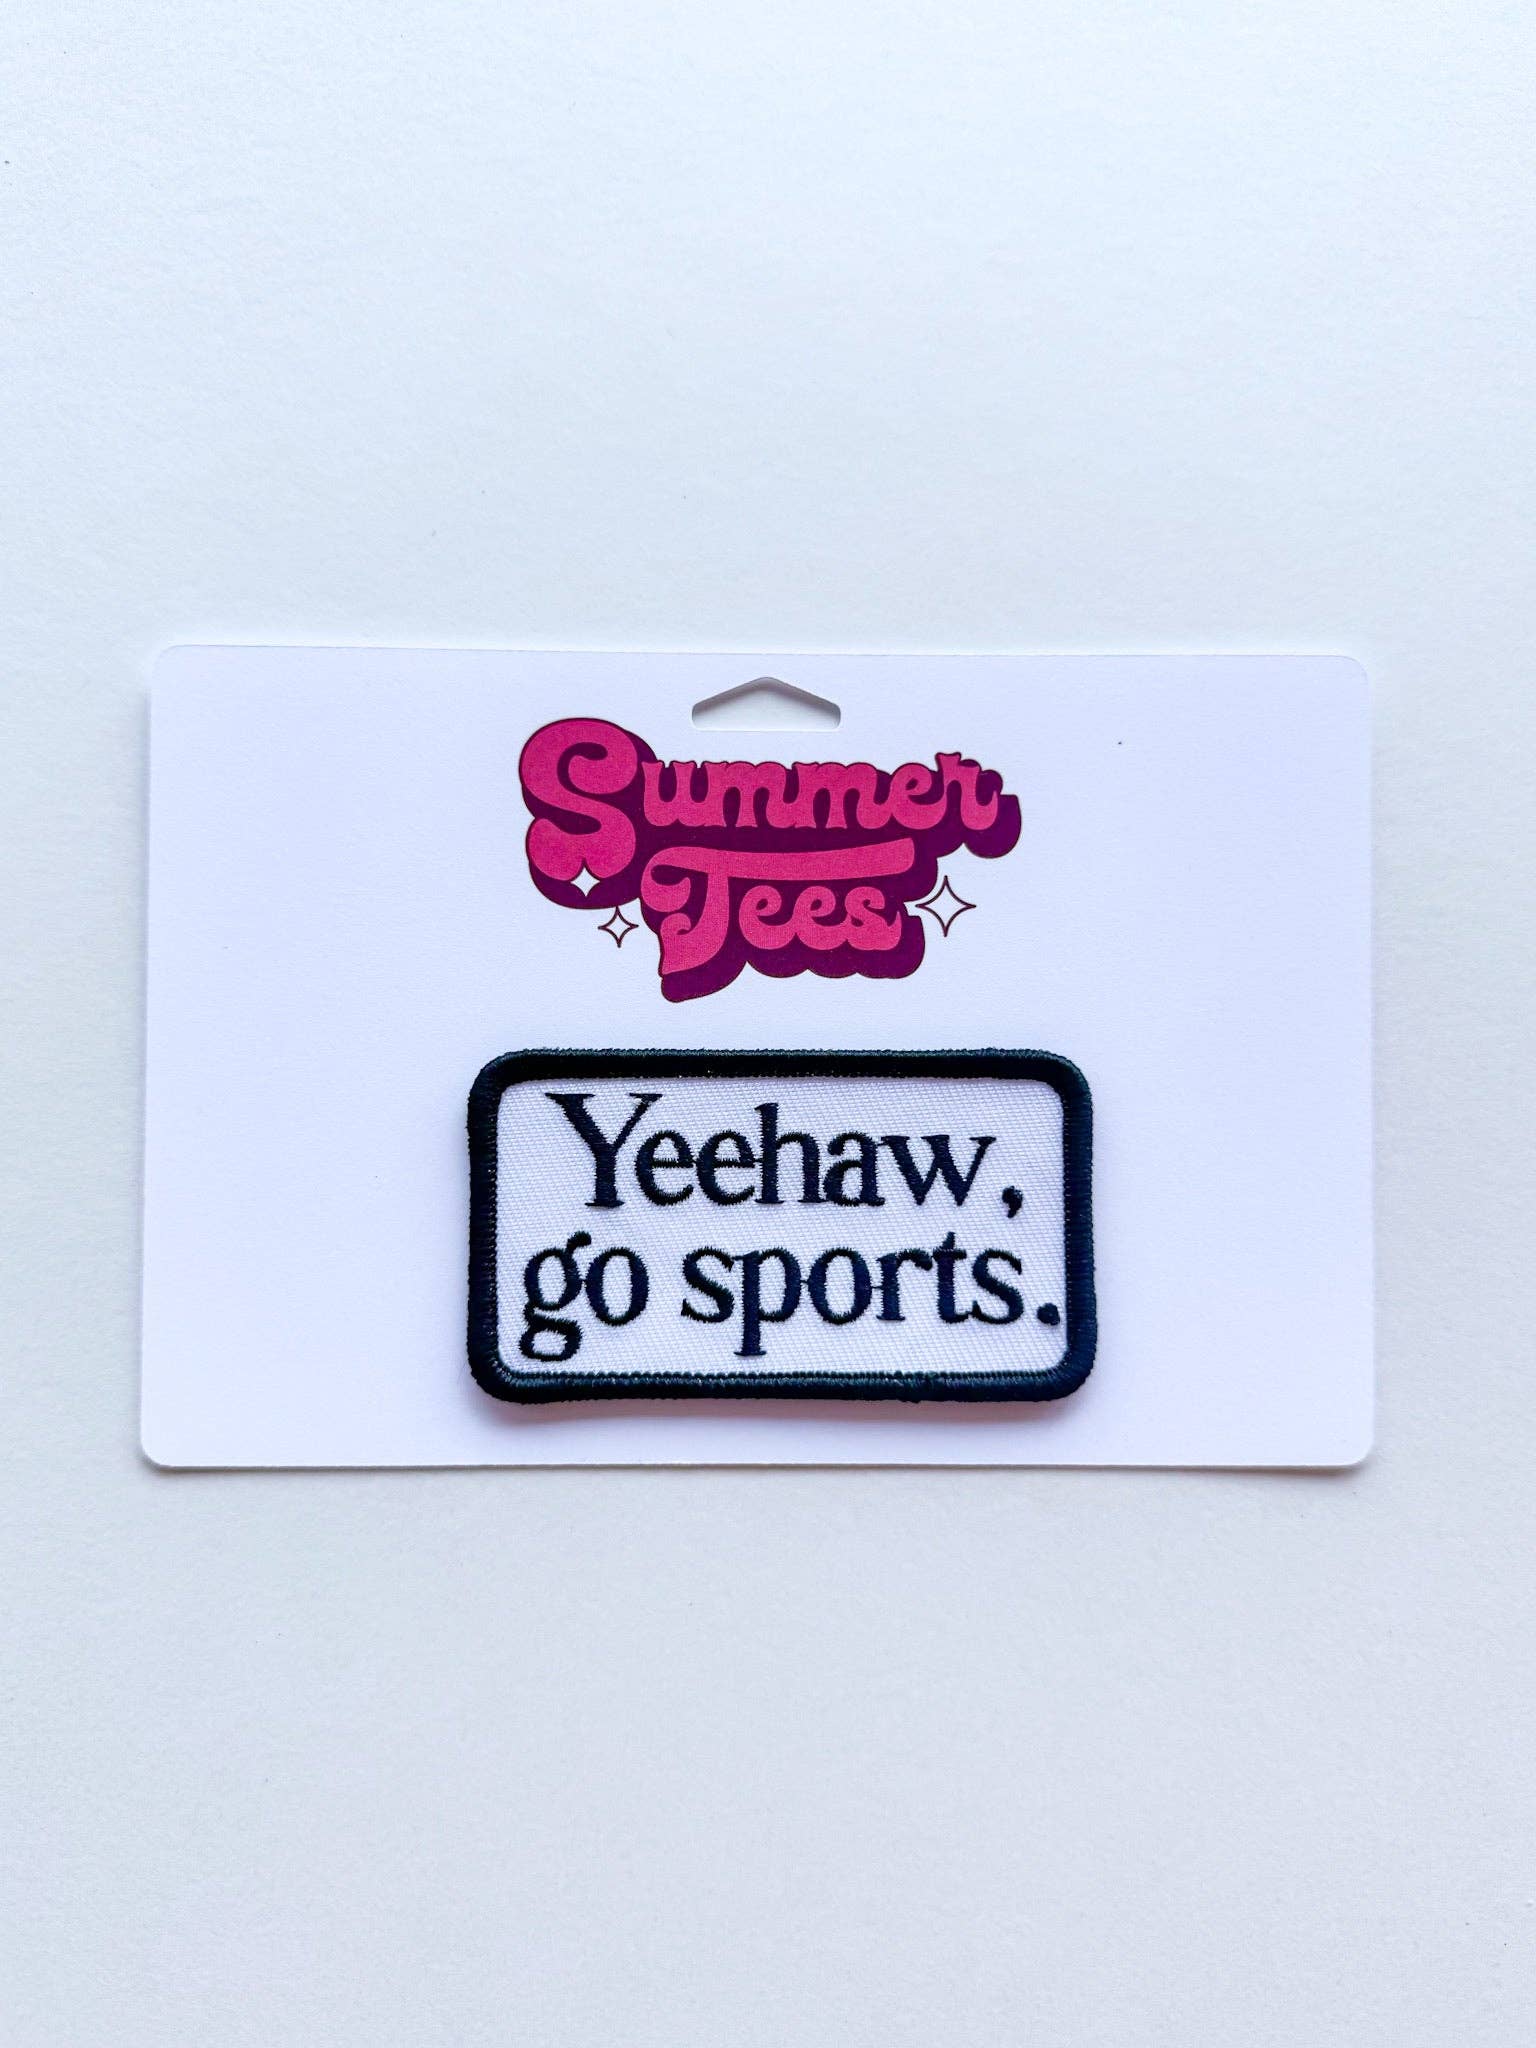 Summer
Tees
Yeehaw,
go sports.